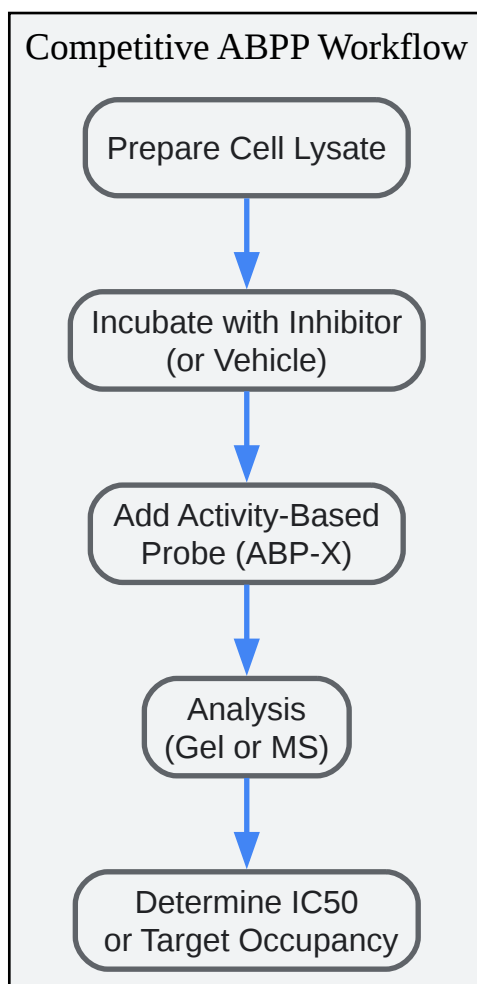 Competitive ABPP Workflow
Prepare Cell Lysate
Incubate with Inhibitor
(or Vehicle)
Add Activity-Based
Probe (ABP-X)
Analysis
(Gel or MS)
Determine IC50
or Target Occupancy